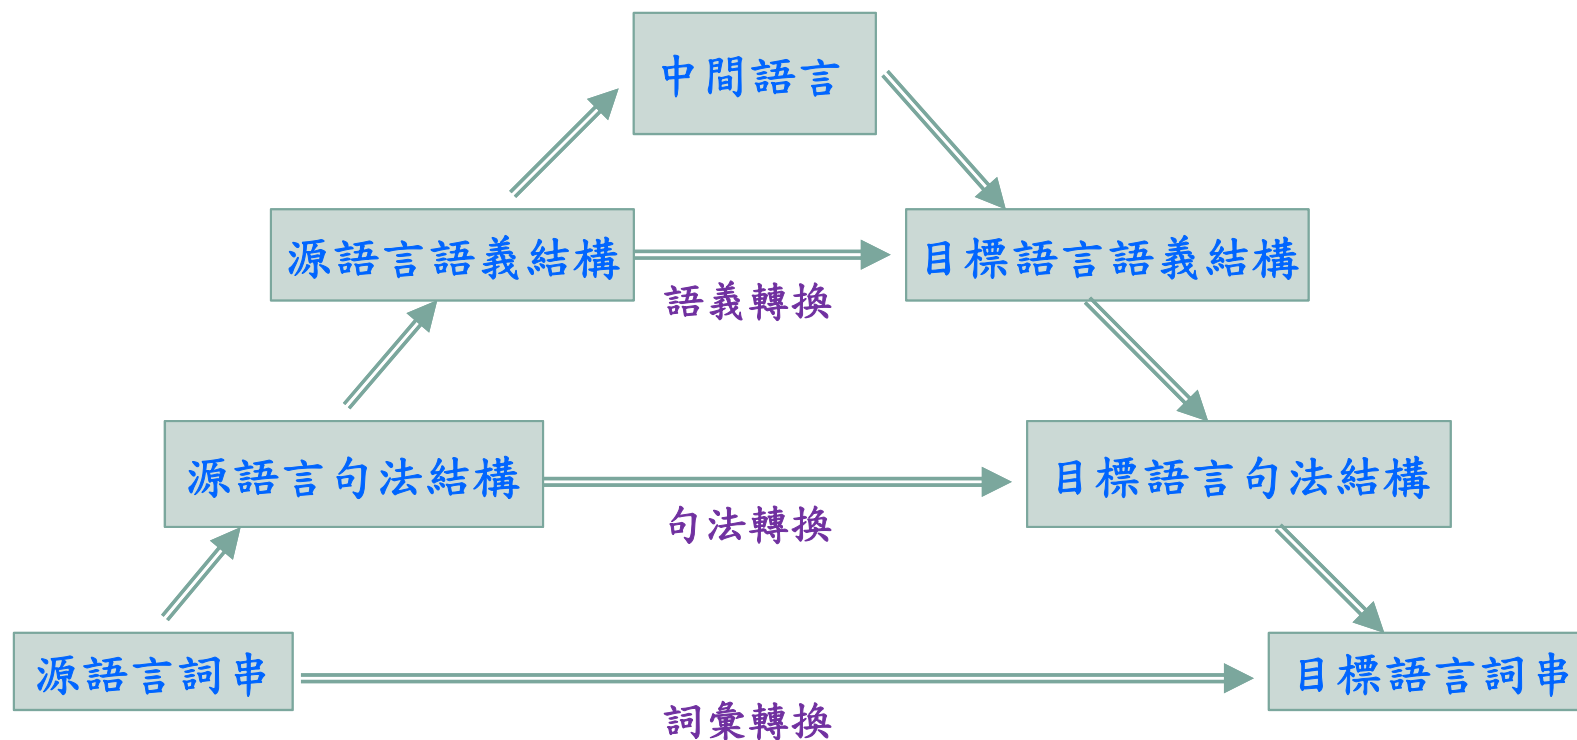 中間語言
源語言語義結構
目標語言語義結構
語義轉換
源語言句法結構
目標語言句法結構
句法轉換
源語言詞串
目標語言詞串
詞彙轉換